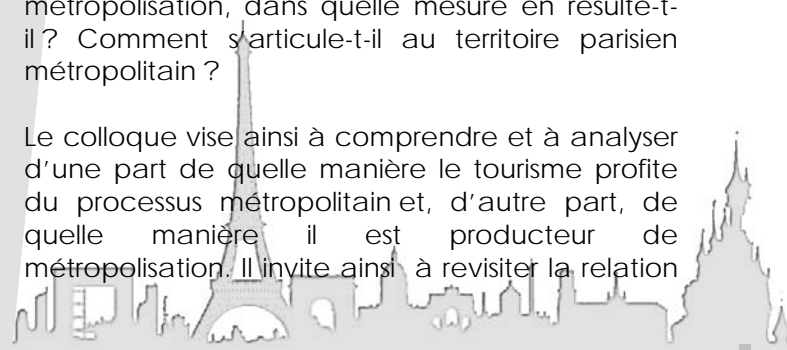 métropolisation, dans quelle mesure en résulte-t-
il ? Comment s'articule-t-il au territoire parisien
métropolitain ?
Le colloque vise ainsi à comprendre et à analyser
d'une part de quelle manière le tourisme profite
du processus métropolitain et, d'autre part, de
quelle manière il est producteur de
métropolisation. Il invite ainsi à revisiter la relation